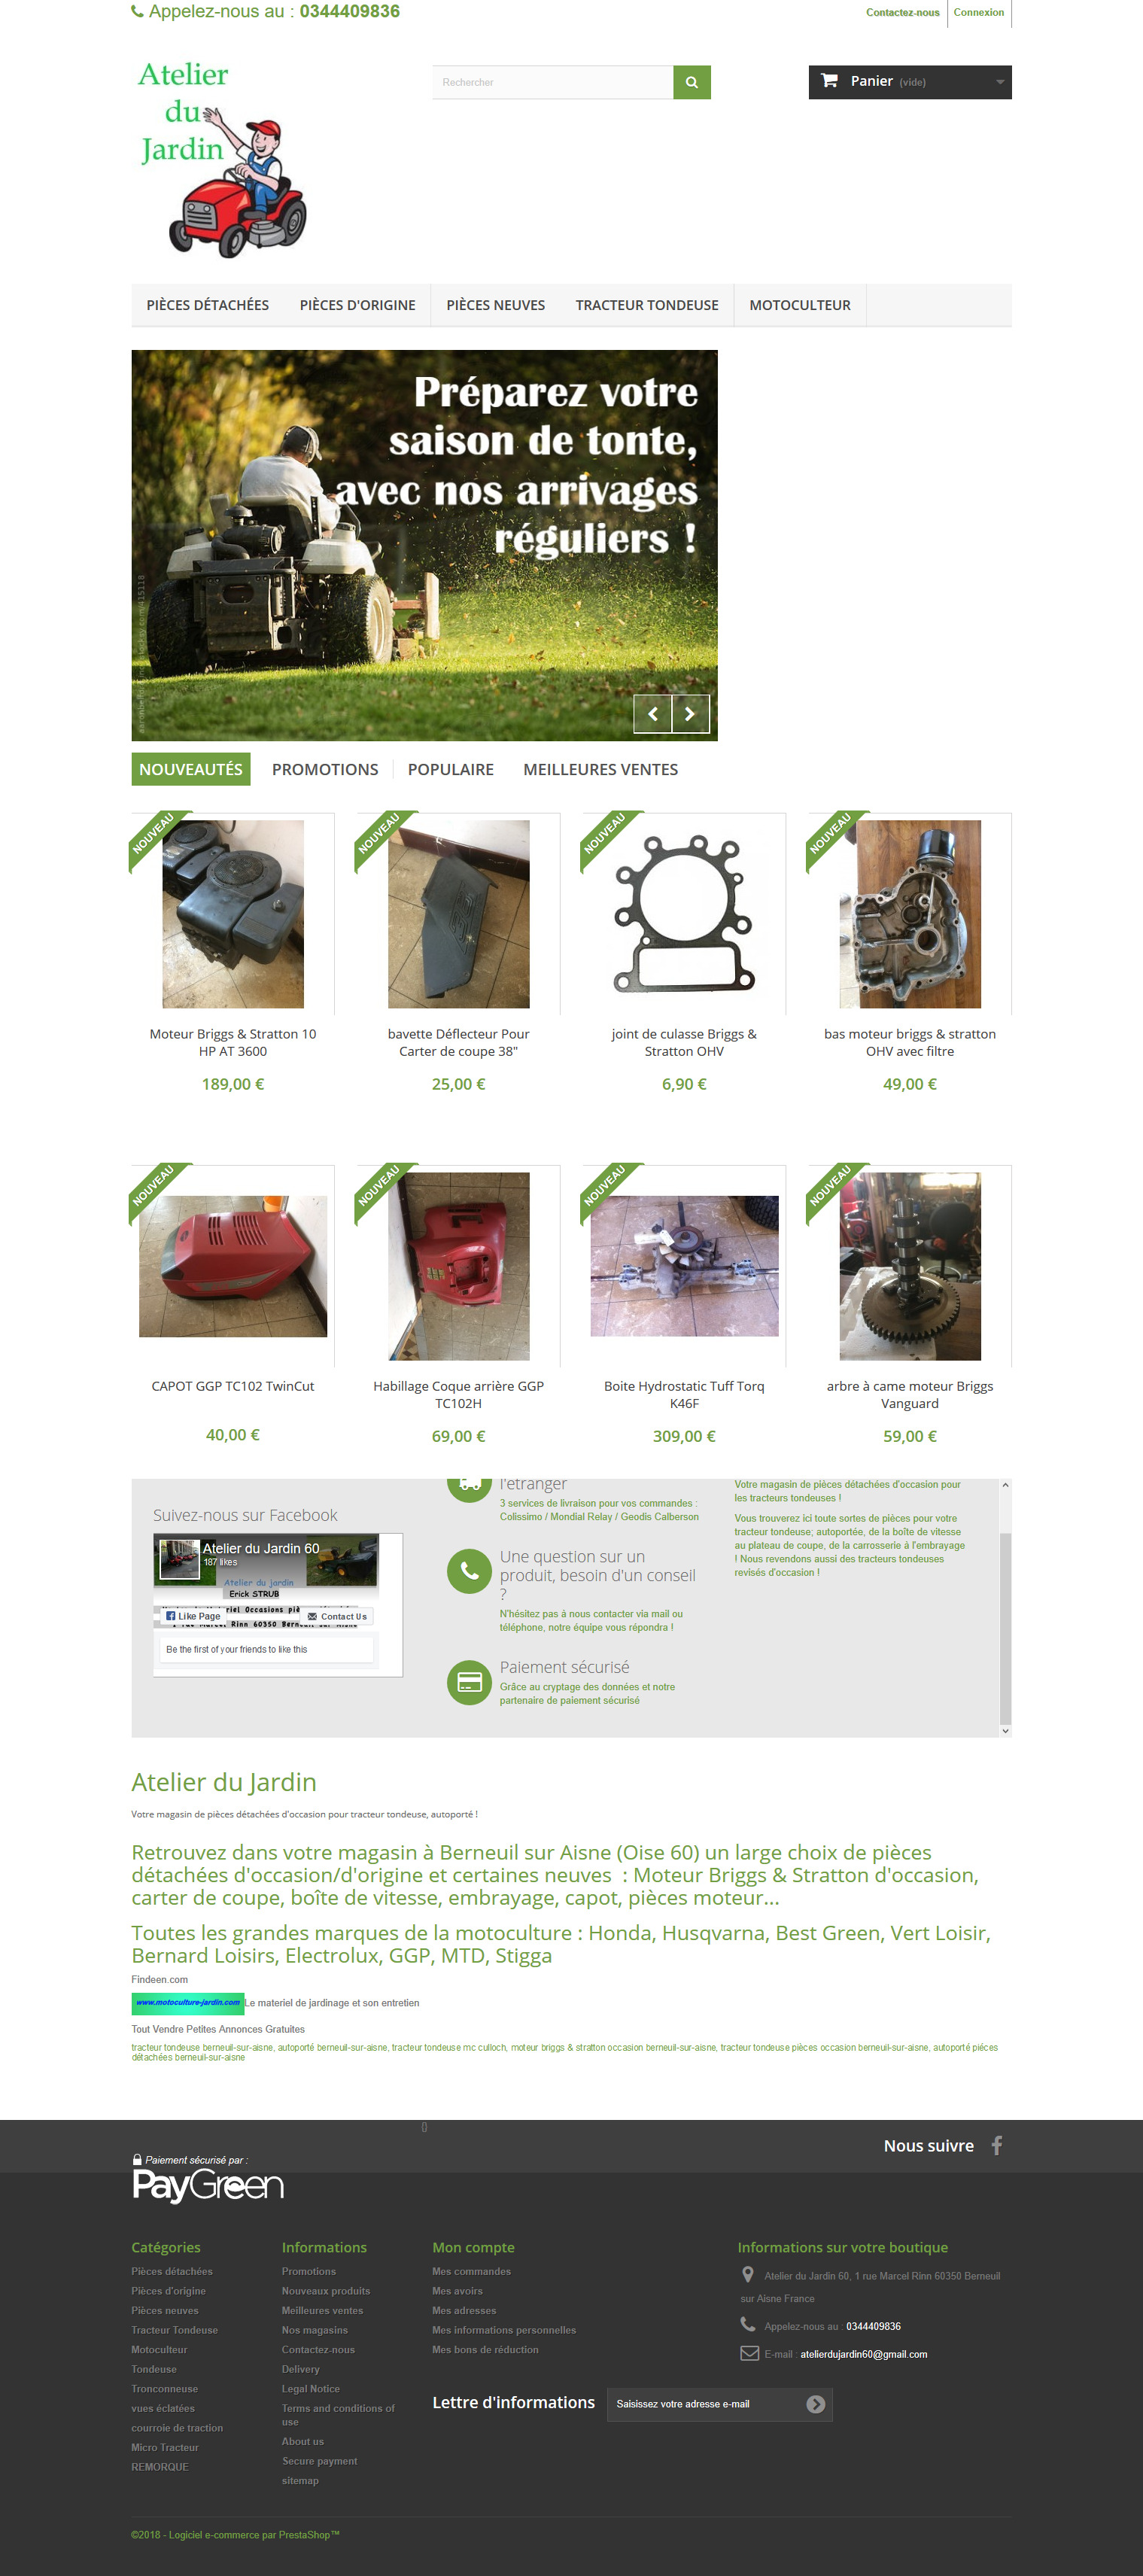 Appelez-nous au : 0344409836
Contactez-nous
Connexion
Atelier
du
Jardin
Rechercher
Panier (vide)
PIÈCES DÉTACHÉES
PIÈCES D'ORIGINE
PIÈCES NEUVES
TRACTEUR TONDEUSE
MOTOCULTEUR
Préparez votre
saison de tonte,
avec nos arrivages
réguliers !
NOUVEAUTÉS
PROMOTIONS
POPULAIRE
MEILLEURES VENTES
NOUVEAU
NOUVEAU
NOUVEAU
NOUVEAU
Moteur Briggs & Stratton 10
HP AT 3600
189,00 €
bavette Déflecteur Pour
Carter de coupe 38"
25,00 €
joint de culasse Briggs &
Stratton OHV
6,90 €
bas moteur briggs & stratton
OHV avec filtre
49,00 €
NOUVEAU
NOUVEAU
NOUVEAU
NOUVEAU
CAPOT GGP TC102 TwinCut
40,00 €
Habillage Coque arrière GGP
TC102H
69,00 €
Boite Hydrostatic Tuff Torq
K46F
309,00 €
arbre à came moteur Briggs
Vanguard
59,00 €
Suivez-nous sur Facebook
Atelier du Jardin 60
187 likes
Atelier du jardin
Erick STRUB
Like Page
Contact Us
Rinn 60350
Be the first of your friends to like this
l'étranger
3 services de livraison pour vos commandes :
Colissimo / Mondial Relay / Geodis Calberson
Une question sur un
produit, besoin d'un conseil
?
N'hésitez pas à nous contacter via mail ou
téléphone, notre équipe vous répondra !
Paiement sécurisé
Grâce au cryptage des données et notre
partenaire de paiement sécurisé
Votre magasin de pièces détachées d'occasion pour
les tracteurs tondeuses !
Vous trouverez ici toute sortes de pièces pour votre
tracteur tondeuse; autoportée, de la boîte de vitesse
au plateau de coupe, de la carrosserie à l'embrayage
! Nous revendons aussi des tracteurs tondeuses
revisés d'occasion !
Atelier du Jardin
Votre magasin de pièces détachées d'occasion pour tracteur tondeuse, autoporté !
Retrouvez dans votre magasin à Berneuil sur Aisne (Oise 60) un large choix de pièces
détachées d'occasion/d'origine et certaines neuves : Moteur Briggs & Stratton d'occasion,
carter de coupe, boîte de vitesse, embrayage, capot, pièces moteur...
Toutes les grandes marques de la motoculture : Honda, Husqvarna, Best Green, Vert Loisir,
Bernard Loisirs, Electrolux, GGP, MTD, Stigga
Findeen.com
www.motoculture-jardin.com Le materiel de jardinage et son entretien
Tout Vendre Petites Annonces Gratuites
tracteur tondeuse berneuil-sur-aisne, autoporté berneuil-sur-aisne, tracteur tondeuse mc culloch, moteur briggs & stratton occasion berneuil-sur-aisne, tracteur tondeuse pièces occasion berneuil-sur-aisne, autoporté piéces
détachées berneuil-sur-aisne
{}
Nous suivre
Paiement sécurisé par :
PayGreen
Catégories
Pièces détachées
Pièces d'origine
Pièces neuves
Tracteur Tondeuse
Motoculteur
Tondeuse
Tronconneuse
vues éclatées
courroie de traction
Micro Tracteur
REMORQUE
Informations
Promotions
Nouveaux produits
Meilleures ventes
Nos magasins
Contactez-nous
Delivery
Legal Notice
Terms and conditions of
use
About us
Secure payment
sitemap
Mon compte
Mes commandes
Mes avoirs
Mes adresses
Mes informations personnelles
Mes bons de réduction
Lettre d'informations
Saisissez votre adresse e-mail
Informations sur votre boutique
Atelier du Jardin 60, 1 rue Marcel Rinn 60350 Berneuil
sur Aisne France
Appelez-nous au : 0344409836
E-mail : atelierdujardin60@gmail.com
©2018 - Logiciel e-commerce par PrestaShop™